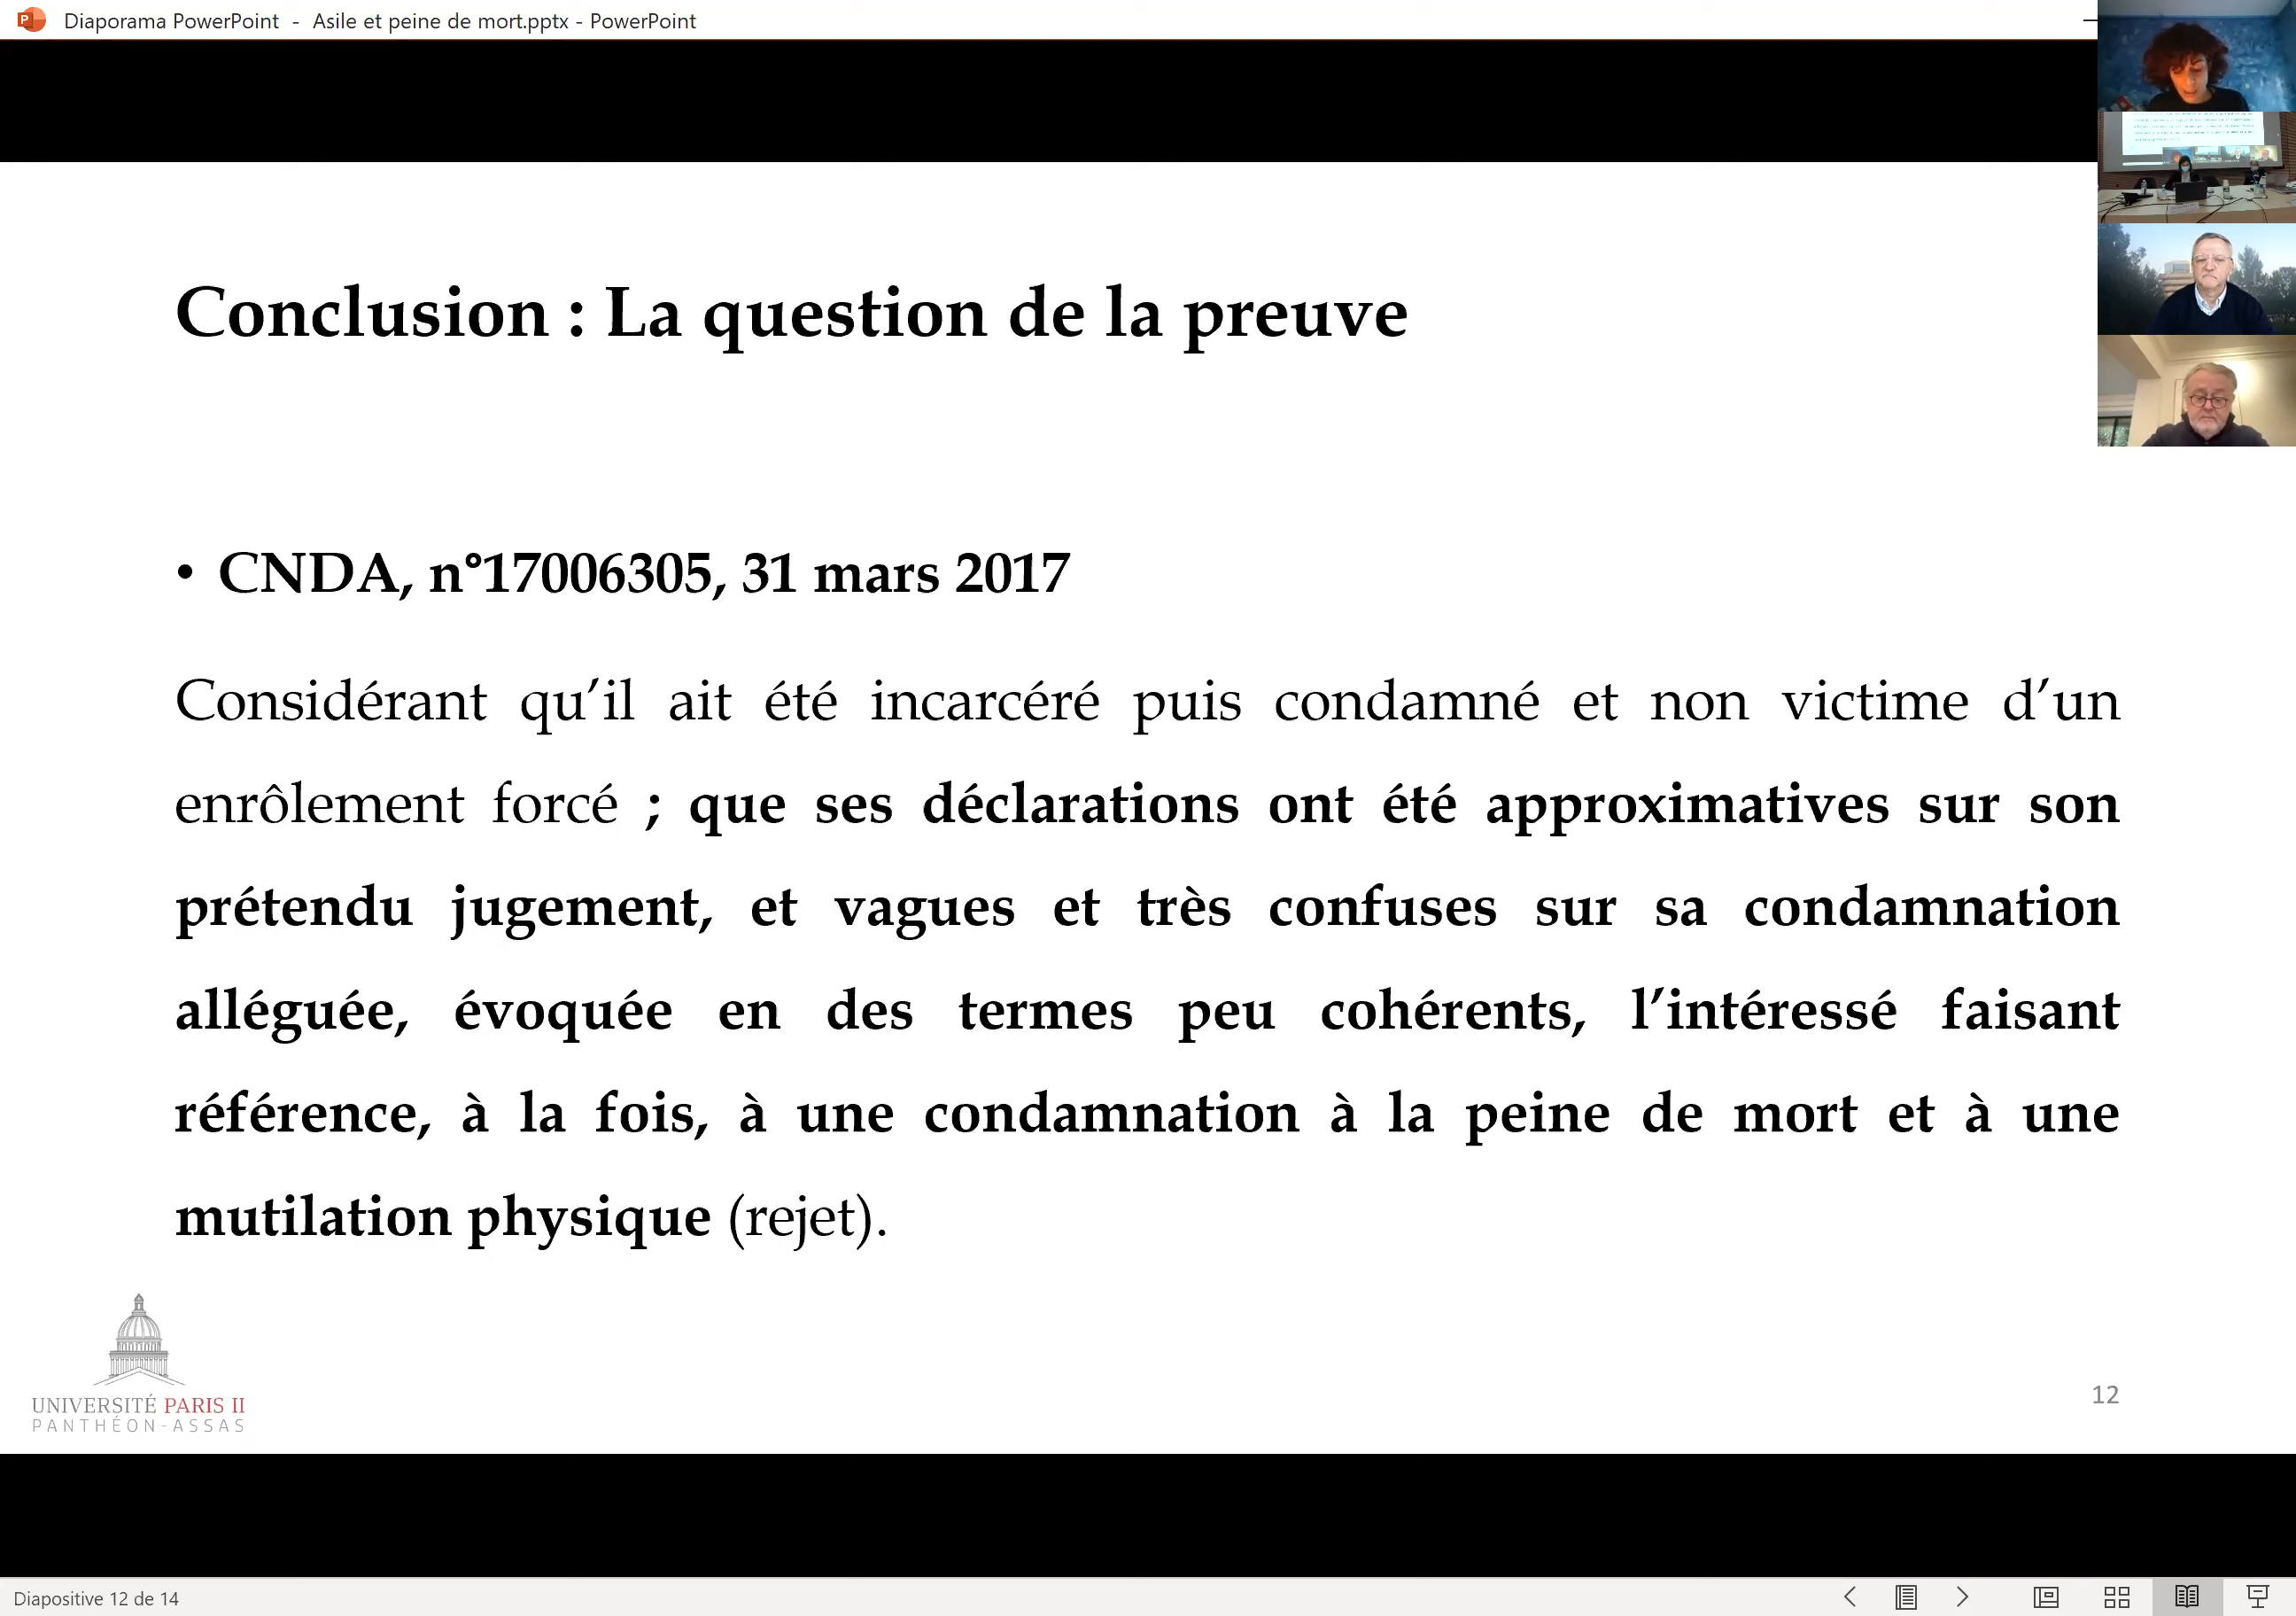 Diaporama PowerPoint - Asile et peine de mort.pptx - PowerPoint
Conclusion : La question de la preuve
• CNDA, n°17006305, 31 mars 2017
Considérant qu’il ait été incarcéré puis condamné et non victime d’un
enrôlement forcé ; que ses déclarations ont été approximatives sur son
prétendu jugement, et vagues et très confuses sur sa condamnation
alléguée, évoquée en des termes peu cohérents, l’intéressé faisant
référence, à la fois, à une condamnation à la peine de mort et à une
mutilation physique (rejet).
UNIVERSITÉ PARIS II
PANTHÉON-ASSAS
12
Diapositive 12 de 14